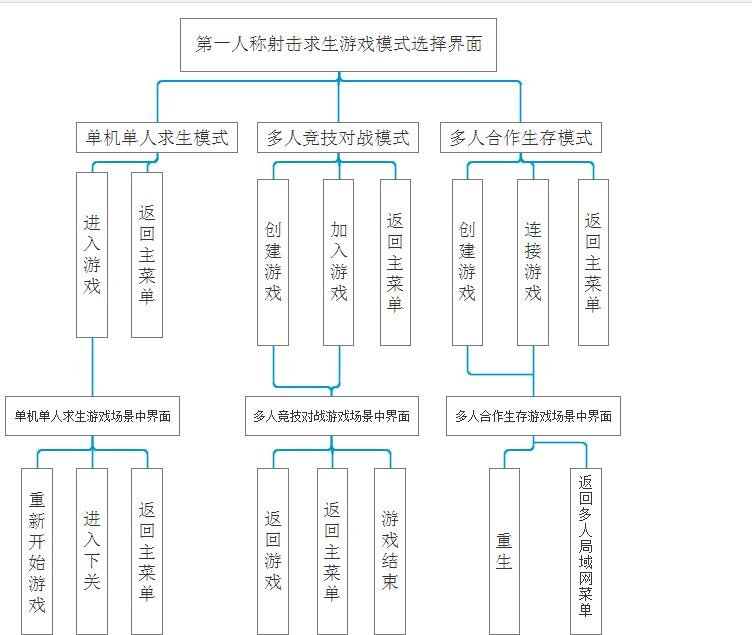 第一人称射击求生游戏模式选择界面
单机单人求生模式
多人竞技对战模式
多人合作生存模式
进入游戏
返回主菜单
创建游戏
加入游戏
返回主菜单
创建游戏
连接游戏
返回主菜单
单机单人求生游戏场景中界面
多人竞技对战游戏场景中界面
多人合作生存游戏场景中界面
重新开始游戏
进入下关
返回主菜单
返回游戏
返回主菜单
游戏结束
重生
返回多人局域网菜单